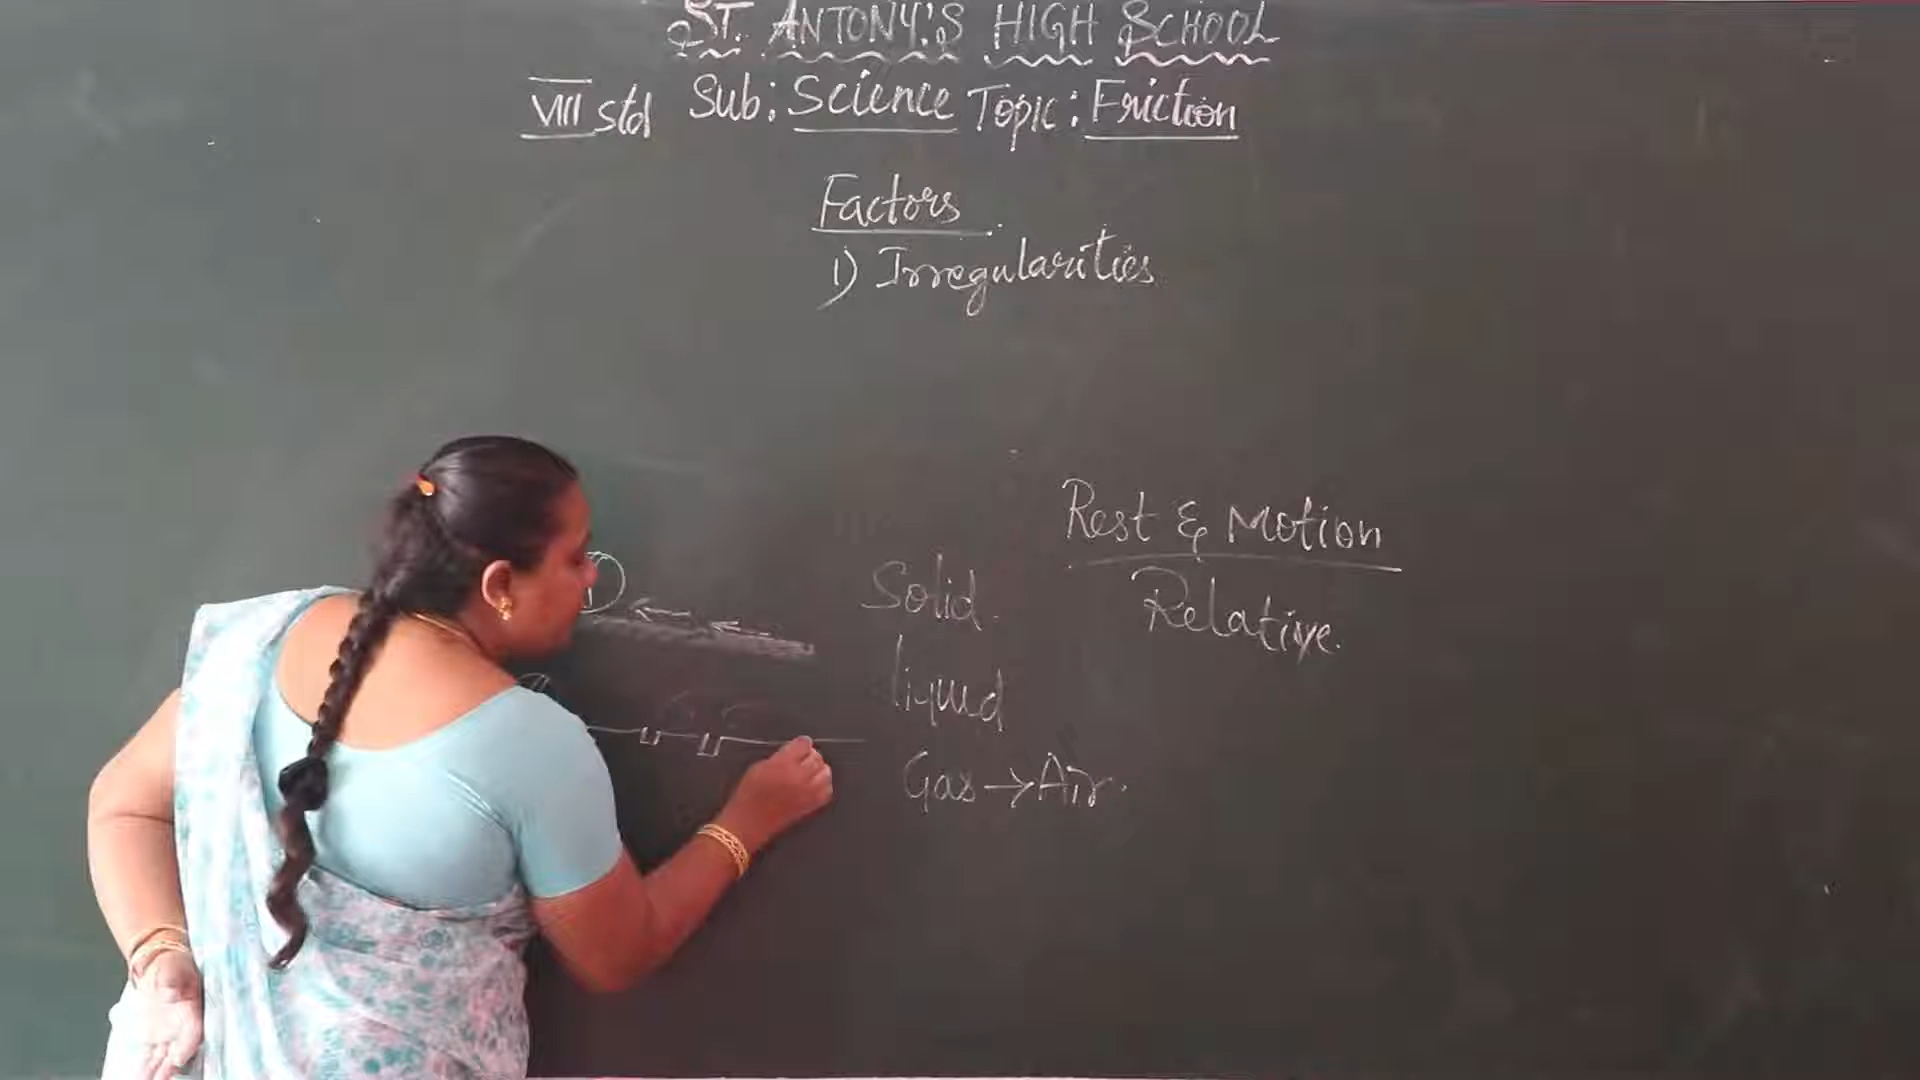 ST. ANTONY'S HIGH SCHOOL
VIII std Sub: Science Topic: Friction
Factors
1) Irregularities
Rest & Motion
Relative.
Solid.
liquid
Gas → Air.